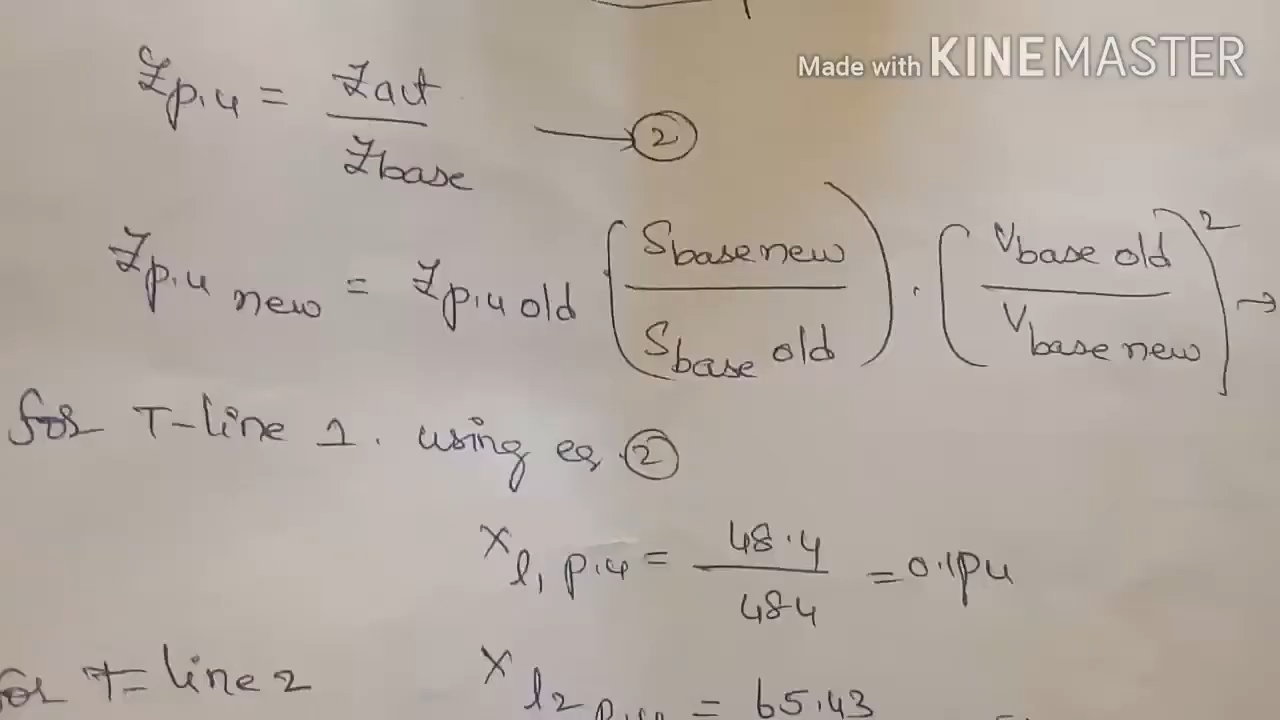 Made with KINEMASTER
Zp.u = Zact / Zbase → ②
Zp.u new = Zp.u old (Sbase new / Sbase old) . (Vbase old / Vbase new)² →
for T-line 1. using eq ②
Xl1 p.u = 48.4 / 484 = 0.1pu
for T= line 2
Xl2 p.u = 65.43